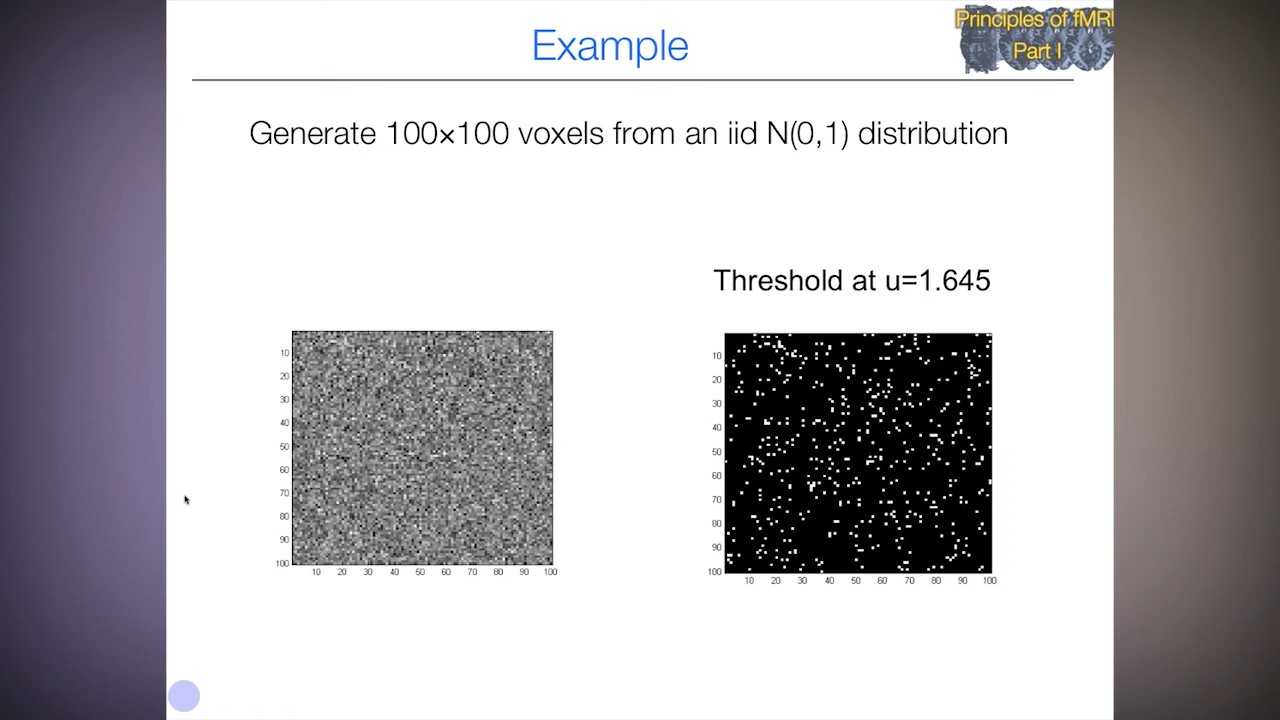 Principles of fMRI
Part I
Example
Generate 100×100 voxels from an iid N(0,1) distribution
Threshold at u=1.645
10
20
30
40
50
60
70
80
90
100
10 20 30 40 50 60 70 80 90 100
10
20
30
40
50
60
70
80
90
100
10 20 30 40 50 60 70 80 90 100